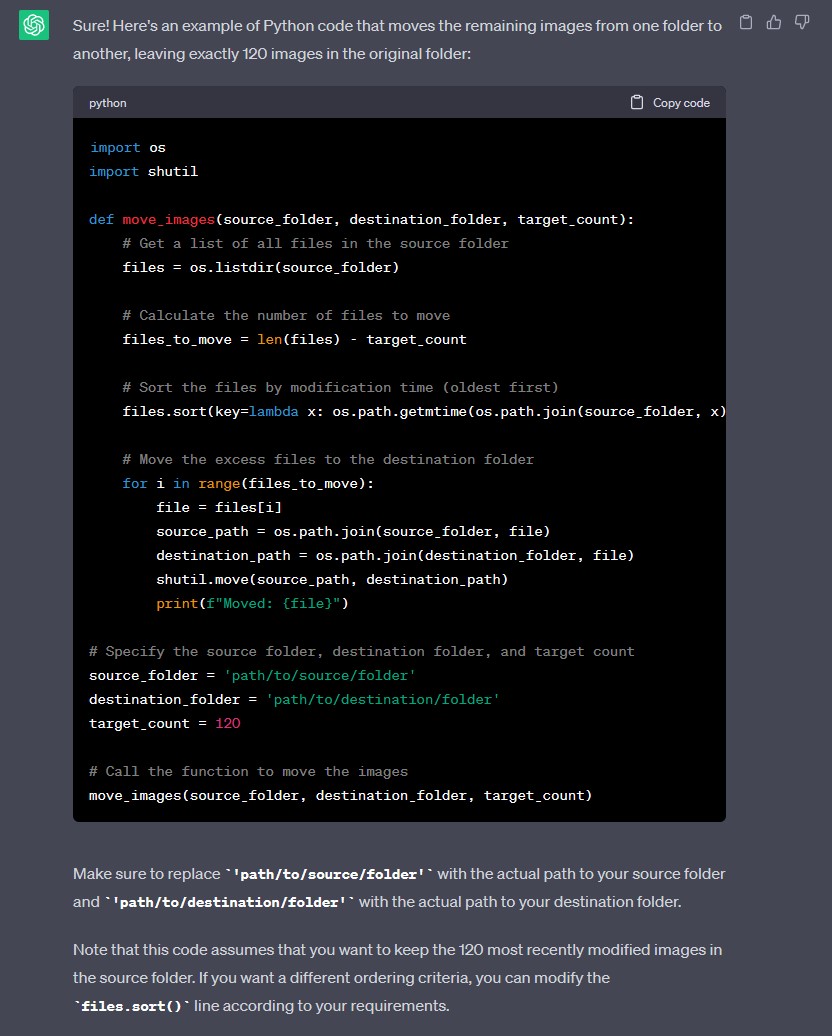 Sure! Here's an example of Python code that moves the remaining images from one folder to
another, leaving exactly 120 images in the original folder:
python
Copy code
import os
import shutil
def move_images(source_folder, destination_folder, target_count):
# Get a list of all files in the source folder
files = os.listdir(source_folder)
# Calculate the number of files to move
files_to_move = len(files) - target_count
# Sort the files by modification time (oldest first)
files.sort(key=lambda x: os.path.getmtime(os.path.join(source_folder, x)
# Move the excess files to the destination folder
for i in range(files_to_move):
file = files[i]
source_path = os.path.join(source_folder, file)
destination_path = os.path.join(destination_folder, file)
shutil.move(source_path, destination_path)
print(f"Moved: {file}")
# Specify the source folder, destination folder, and target count
source_folder = 'path/to/source/folder'
destination_folder = 'path/to/destination/folder'
target_count = 120
# Call the function to move the images
move_images(source_folder, destination_folder, target_count)
Make sure to replace `'path/to/source/folder'` with the actual path to your source folder
and `'path/to/destination/folder'` with the actual path to your destination folder.
Note that this code assumes that you want to keep the 120 most recently modified images in
the source folder. If you want a different ordering criteria, you can modify the
`files.sort()` line according to your requirements.